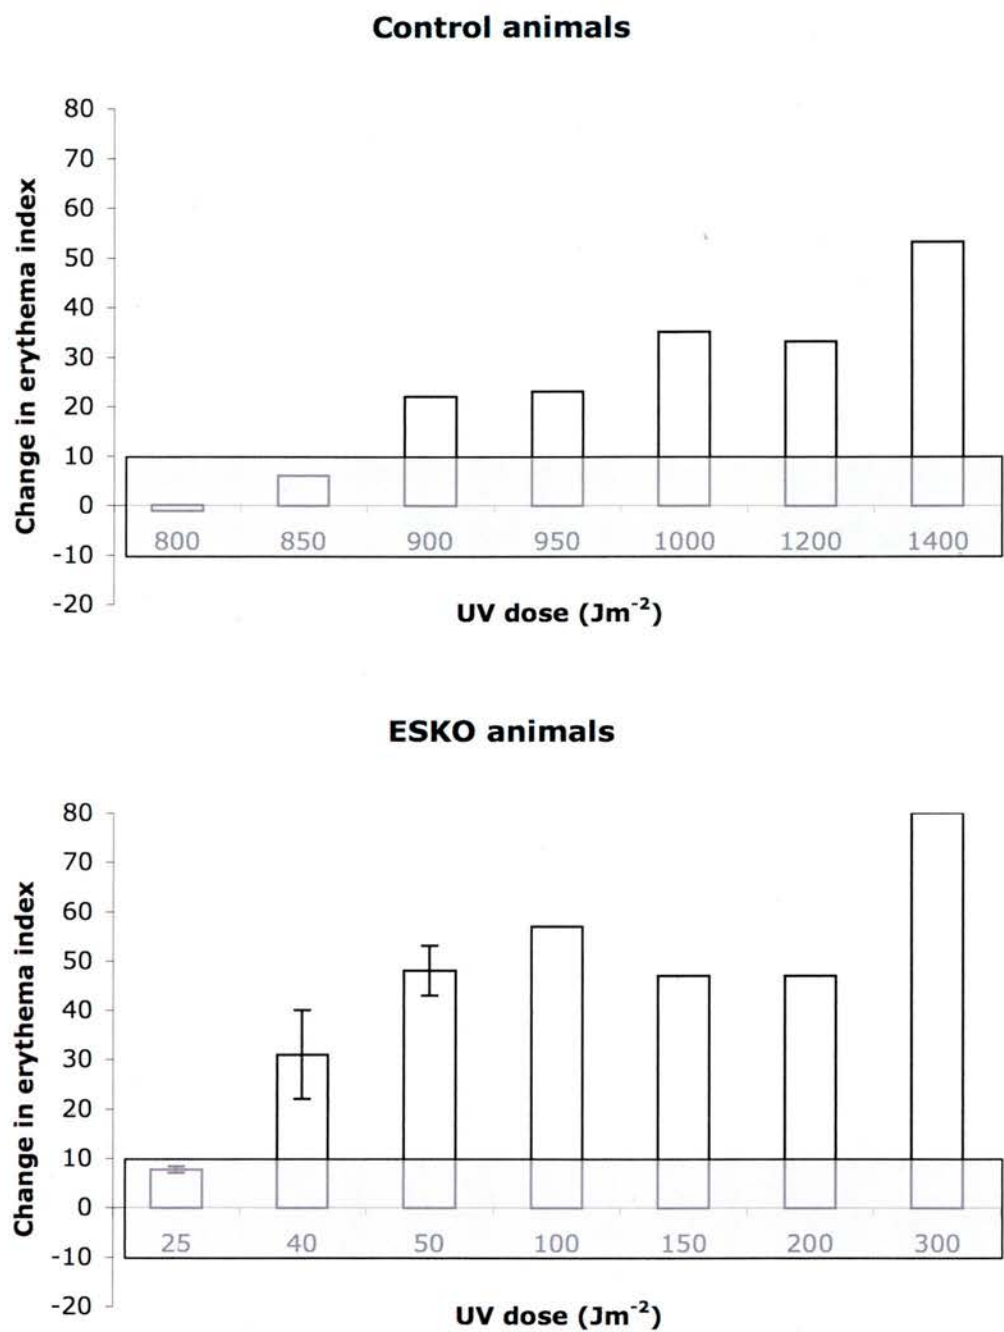 Control animals
80
70
60
50
40
30
20
10
0
-10
-20
Change in erythema index
800 850 900 950 1000 1200 1400
UV dose (Jm⁻²)
ESKO animals
80
70
60
50
40
30
20
10
0
-10
-20
Change in erythema index
25 40 50 100 150 200 300
UV dose (Jm⁻²)